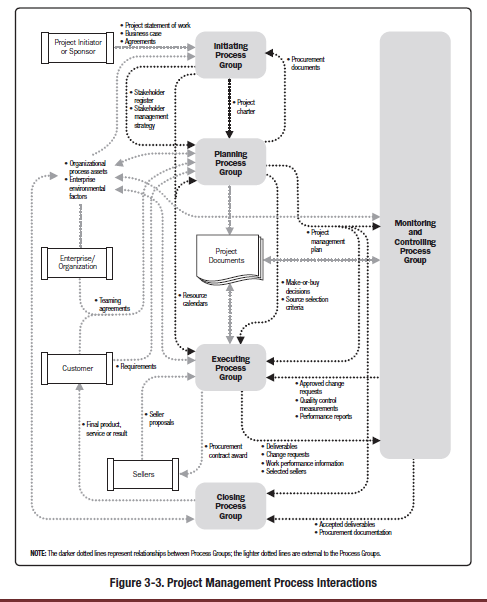 • Project statement of work
• Business case
• Agreements
Project Initiator
or Sponsor
Initiating
Process
Group
• Procurement
documents
• Stakeholder
register
• Stakeholder
management
strategy
• Project
charter
• Organizational
process assets
• Enterprise
environmental
factors
Planning
Process
Group
Monitoring
and
Controlling
Process
Group
• Project
management
plan
Project
Documents
Enterprise/
Organization
• Make-or-buy
decisions
• Source selection
criteria
• Teaming
agreements
• Resource
calendars
Customer
• Requirements
Executing
Process
Group
• Approved change
requests
• Quality control
measurements
• Performance reports
• Final product,
service or result
• Seller
proposals
• Procurement
contract award
• Deliverables
• Change requests
• Work performance information
• Selected sellers
Sellers
Closing
Process
Group
• Accepted deliverables
• Procurement documentation
NOTE: The darker dotted lines represent relationships between Process Groups; the lighter dotted lines are external to the Process Groups.
Figure 3-3. Project Management Process Interactions